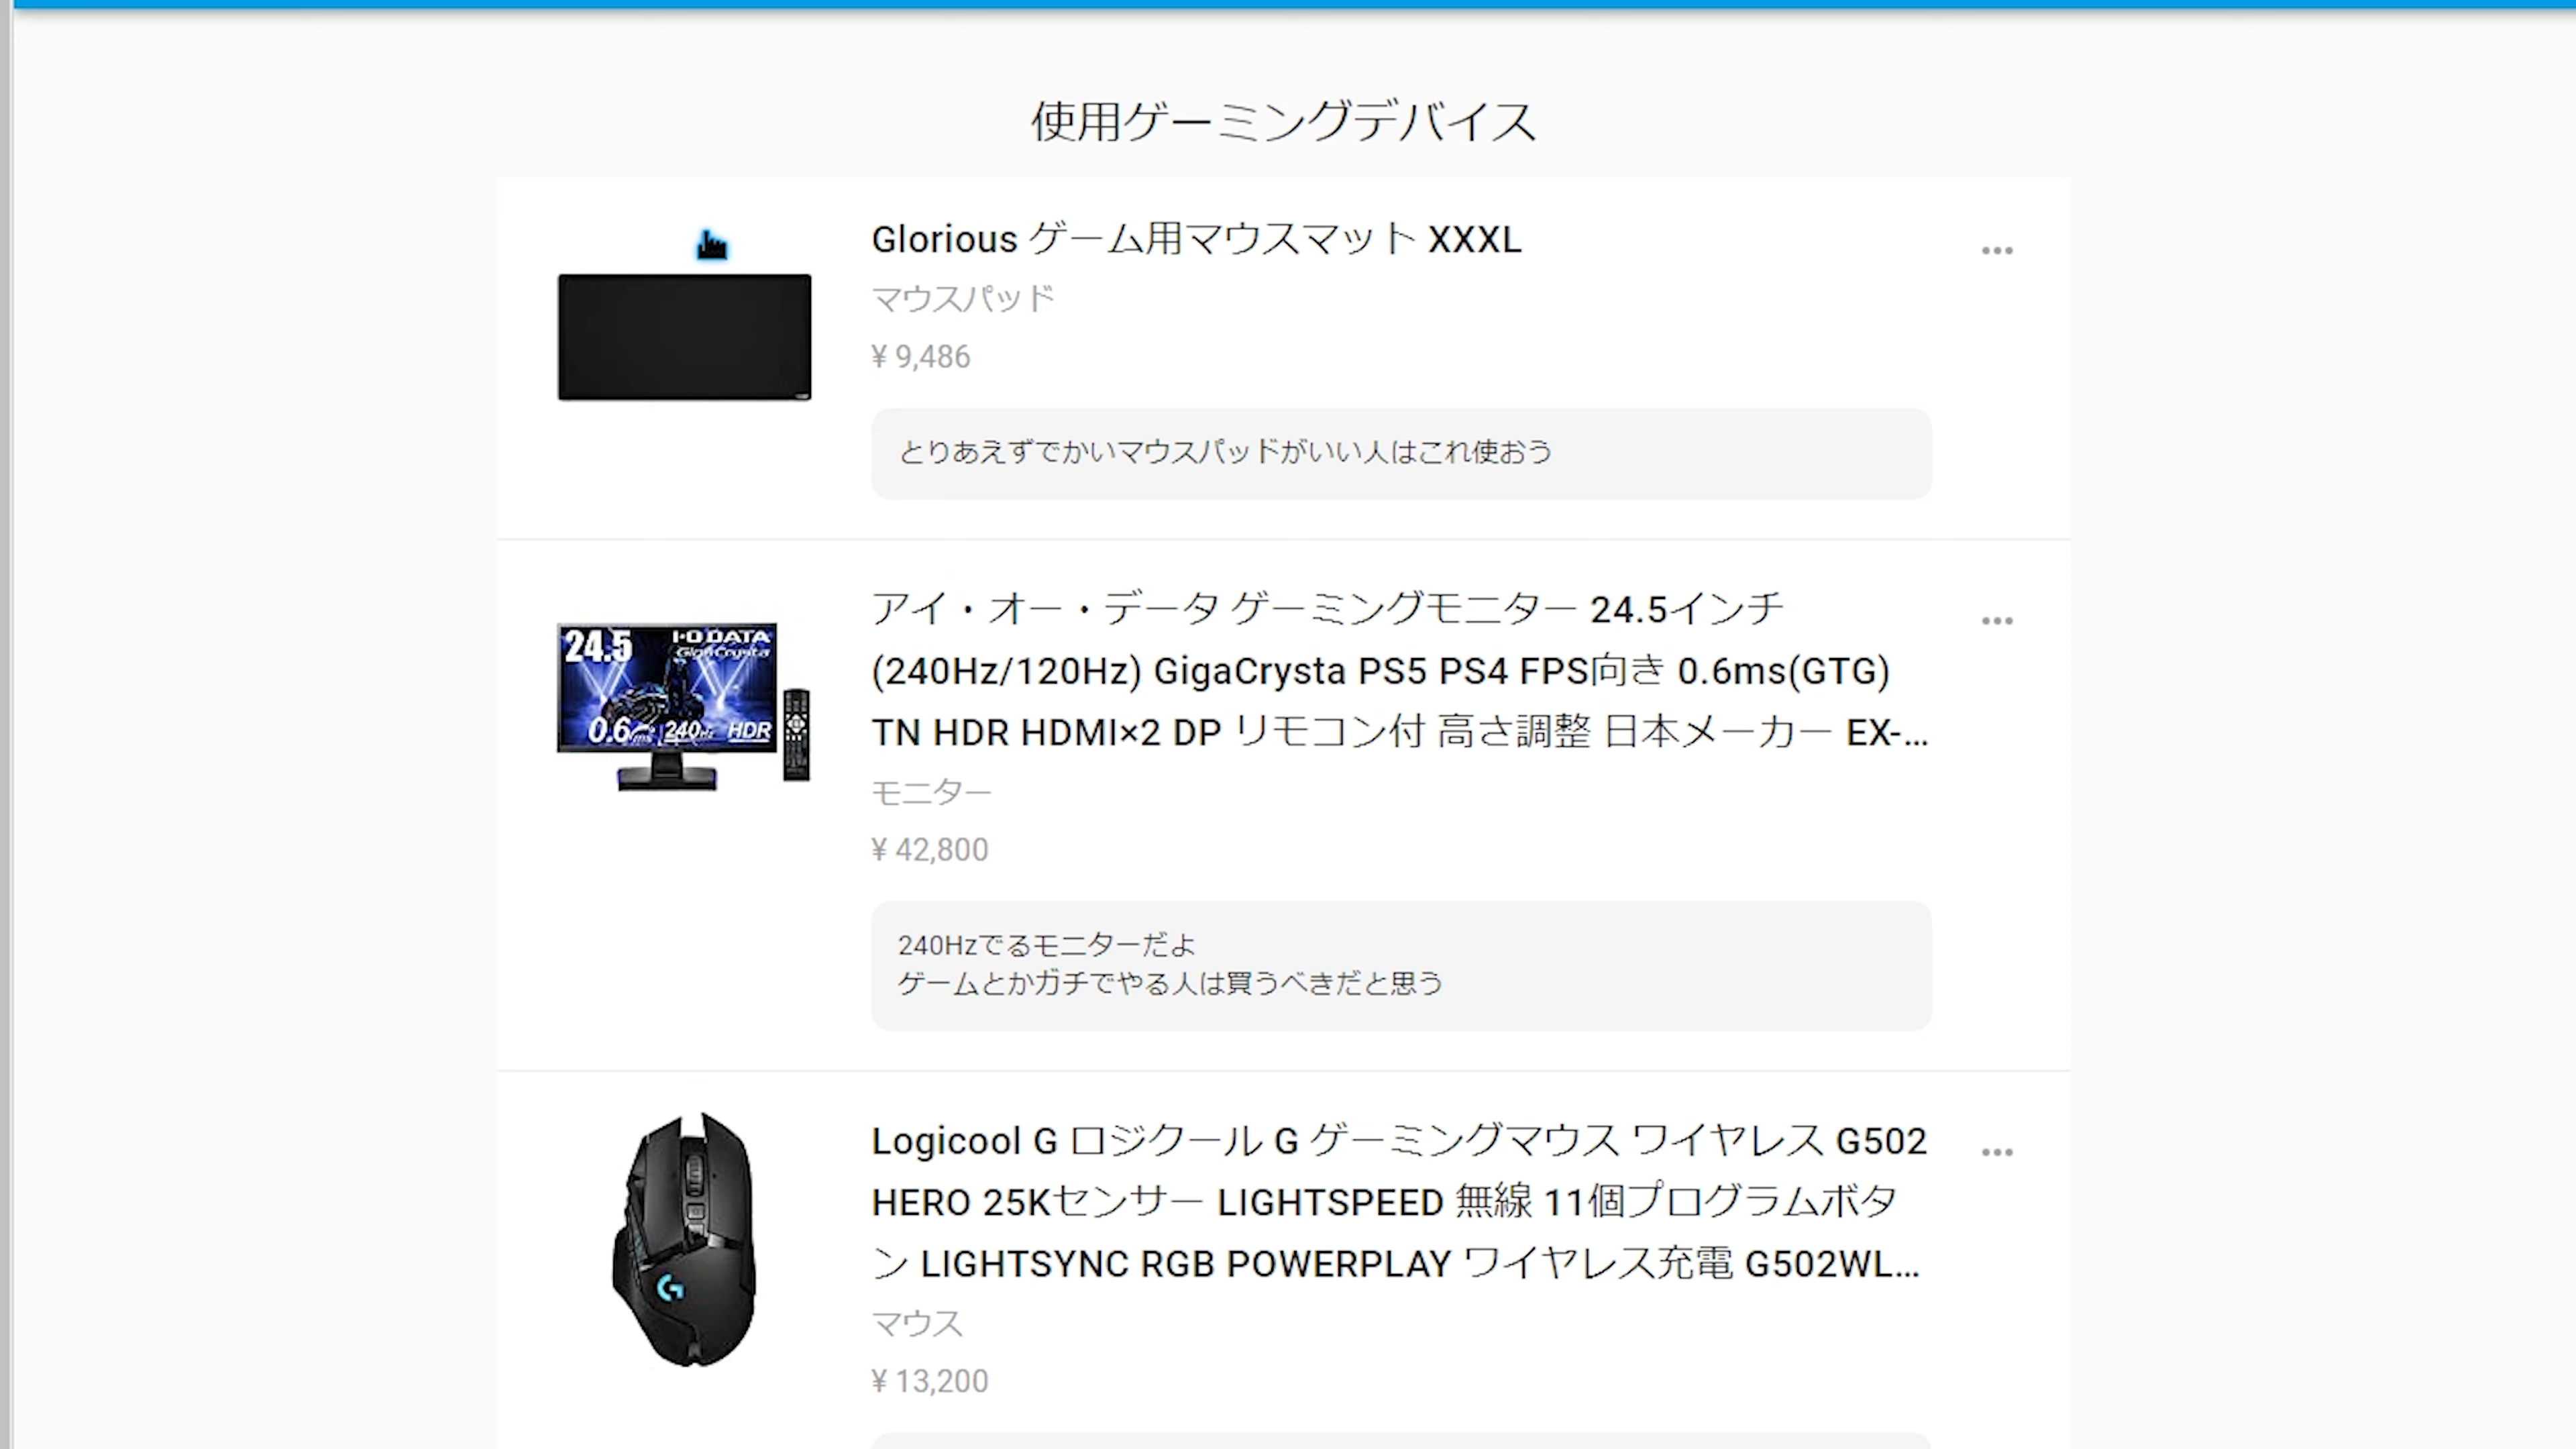 使用ゲーミングデバイス
Glorious ゲーム用マウスマット XXXL
マウスパッド
¥ 9,486
とりあえずでかいマウスパッドがいい人はこれ使おう
24.5
I-O DATA
GigaCrysta
0.6ms
240Hz
HDR
アイ・オー・データ ゲーミングモニター 24.5インチ
(240Hz/120Hz) GigaCrysta PS5 PS4 FPS向き 0.6ms(GTG)
TN HDR HDMI×2 DP リモコン付 高さ調整 日本メーカー EX-...
モニター
¥ 42,800
240Hzでるモニターだよ
ゲームとかガチでやる人は買うべきだと思う
Logicool G ロジクール G ゲーミングマウス ワイヤレス G502
HERO 25Kセンサー LIGHTSPEED 無線 11個プログラムボタ
ン LIGHTSYNC RGB POWERPLAY ワイヤレス充電 G502WL...
マウス
¥ 13,200